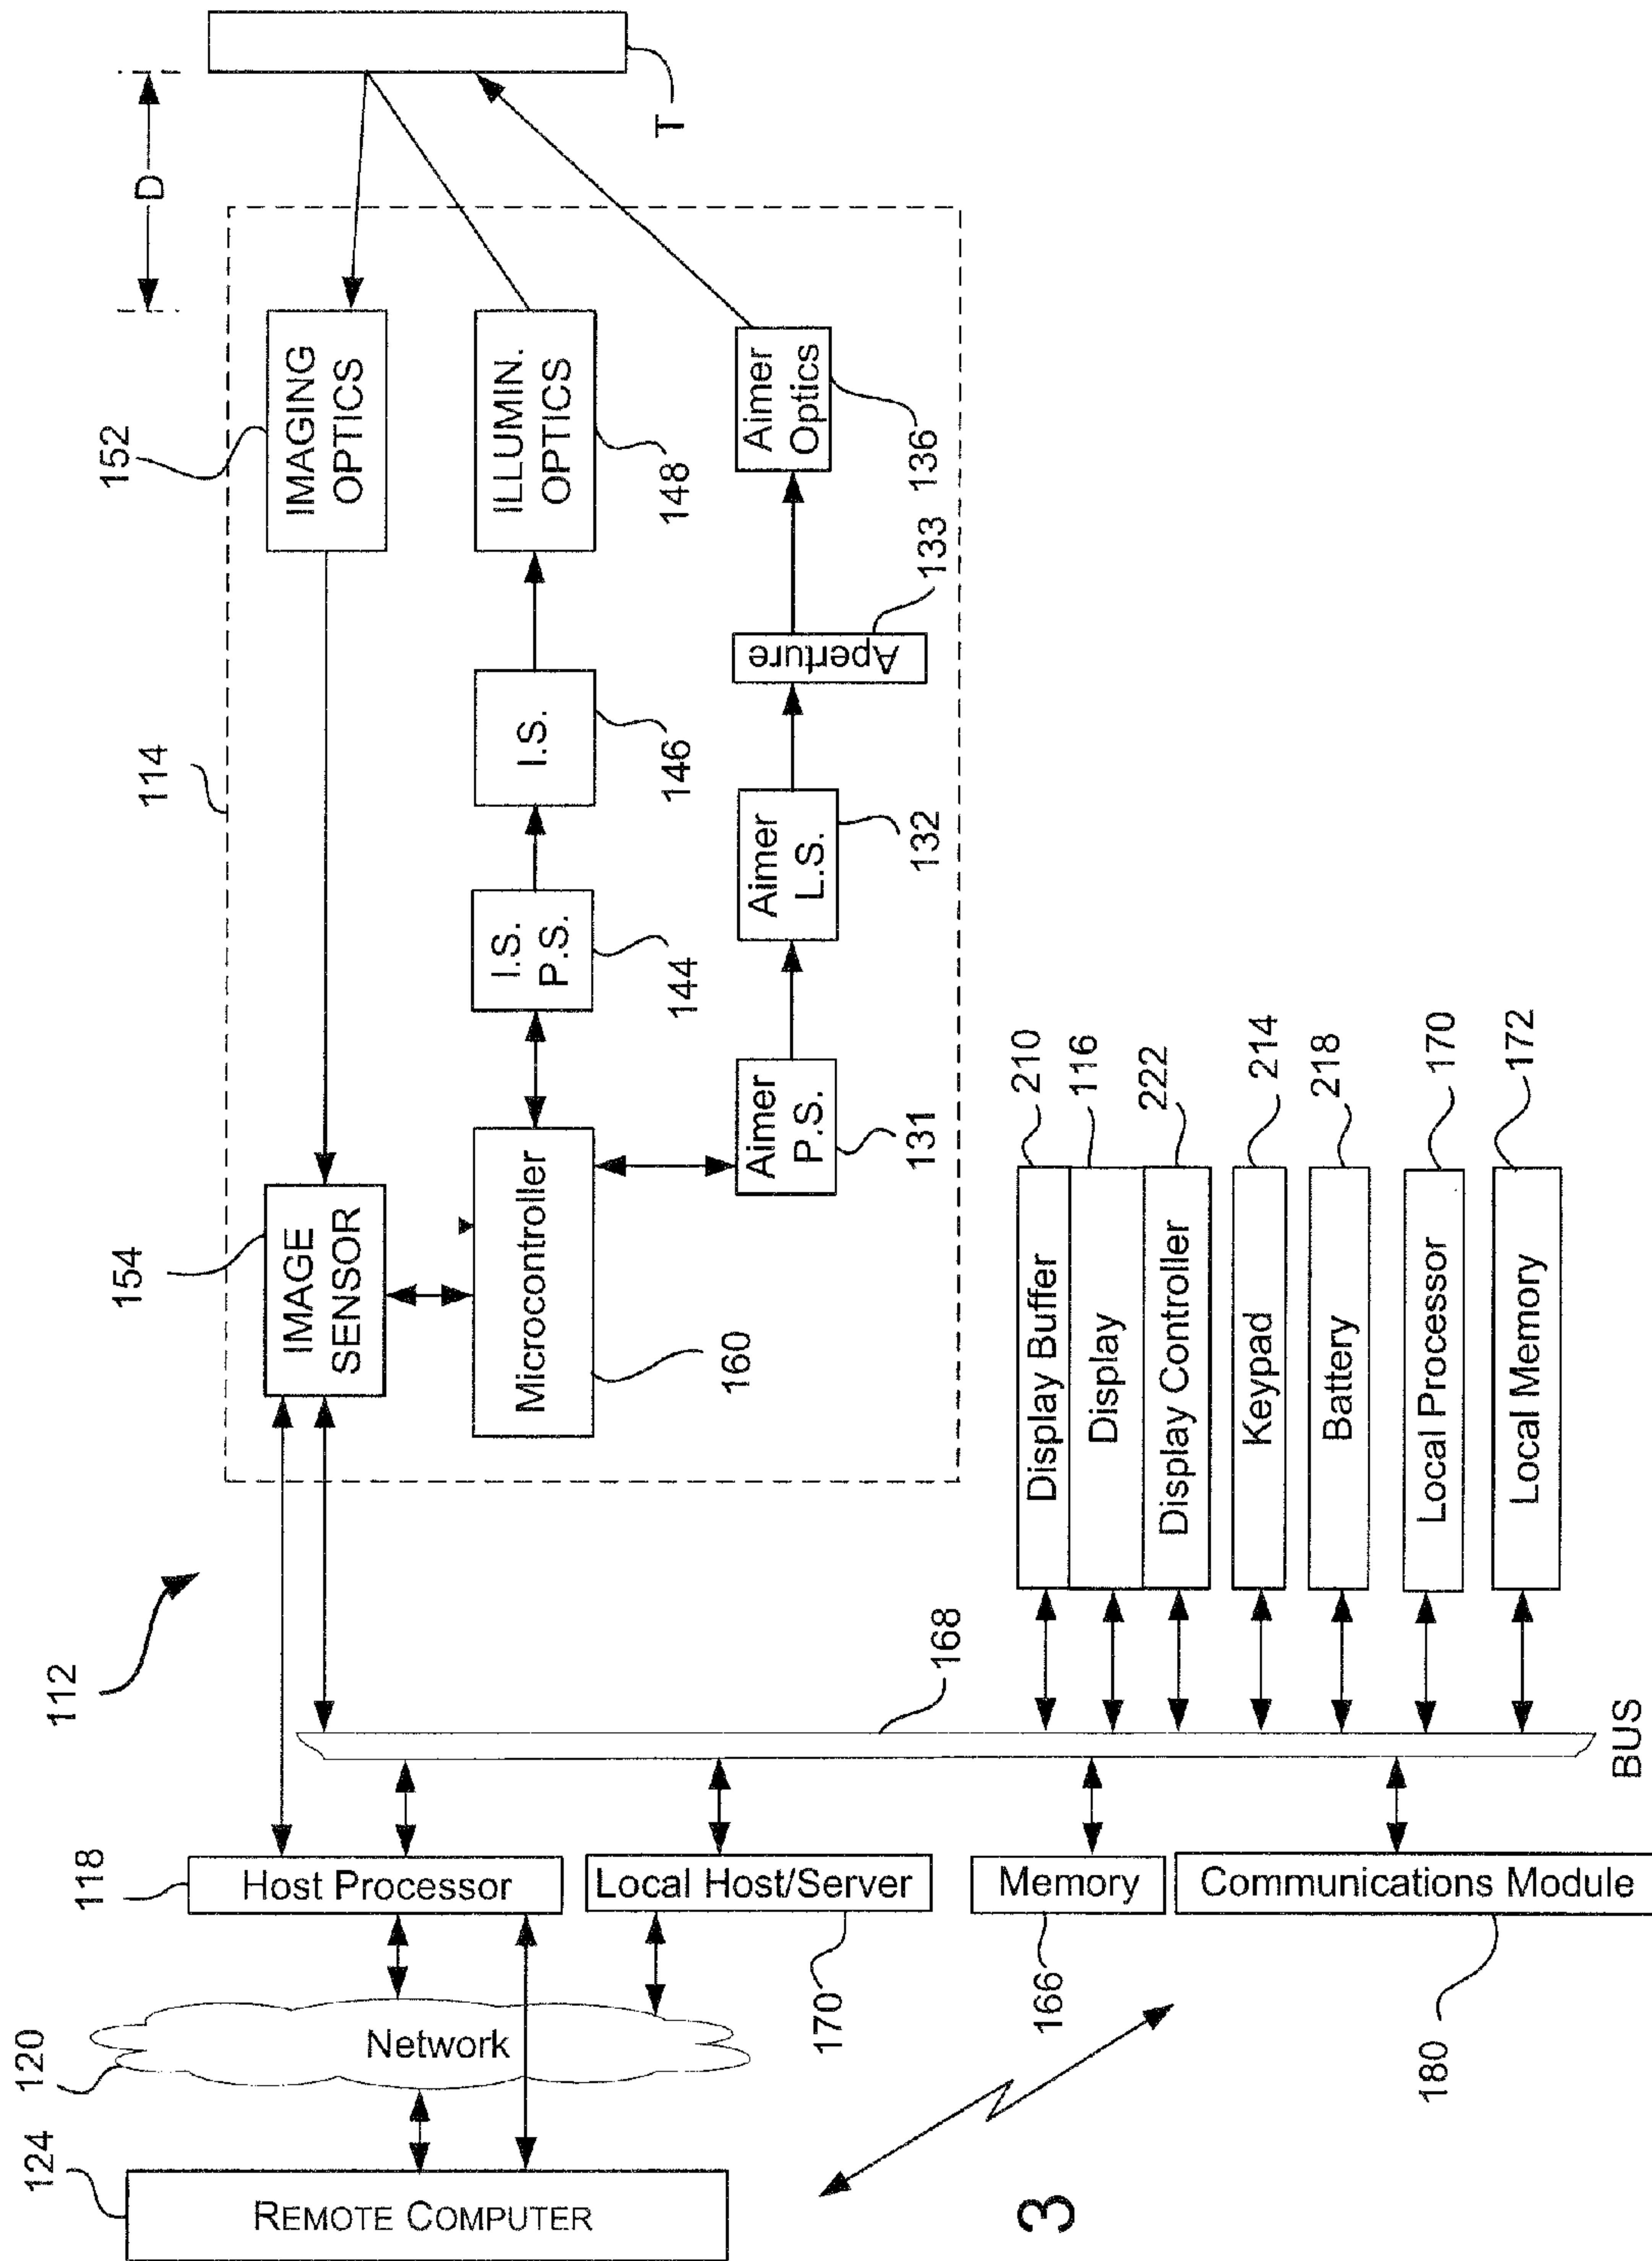 D
T
114
152
IMAGING
OPTICS
ILLUMIN.
OPTICS
148
Aimer
Optics
136
Aperture
133
I.S.
146
Aimer
L.S.
132
I.S.
P.S.
144
Aimer
P.S.
131
154
IMAGE
SENSOR
Microcontroller
160
112
Display Buffer
210
Display
116
Display Controller
222
Keypad
214
Battery
218
Local Processor
170
Local Memory
172
168
BUS
118
Host Processor
Local Host/Server
170
Memory
166
Communications Module
180
120
Network
124
REMOTE COMPUTER
3